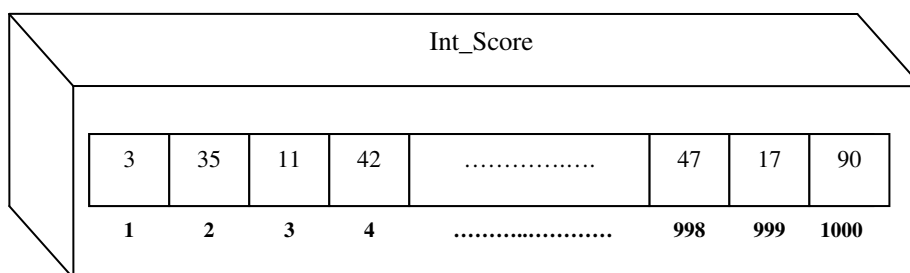 Int_Score
3 35 11 42 ……………... 47 17 90
1 2 3 4 ………...………… 998 999 1000